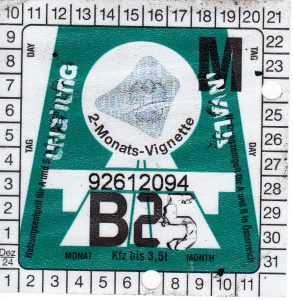 10 11 12 13 14 15 16 17 18 19 20 21
9 8 7 6 5 4 3 2 1
DAY
TAG
UNGÜLTIG
M
2-Monats-Vignette
INVALID
TAG
DAY
22 23 24 25 26 27 28 29 30 31
92612094
B2
MONAT
Kfz bis 3,5t
MONTH
Dez
24
1 2 3 4 5 6 7 8 9 10 11